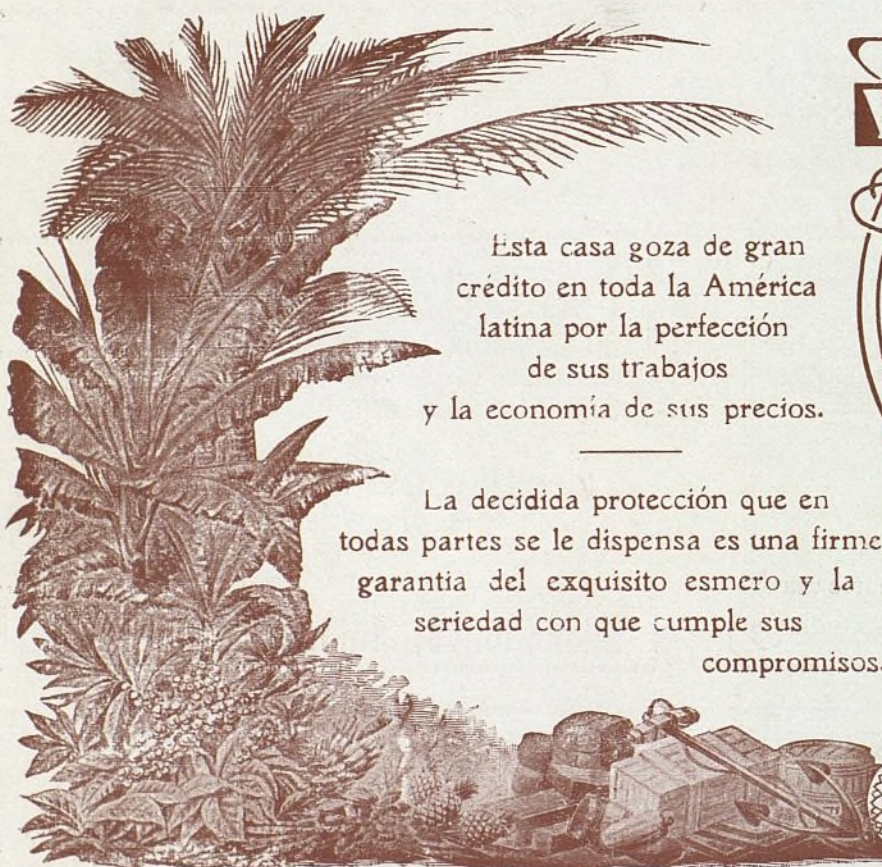 Esta casa goza de gran
crédito en toda la América
latina por la perfección
de sus trabajos
y la economía de sus precios.
La decidida protección que en
todas partes se le dispensa es una firme
garantia del exquisito esmero y la
seriedad con que cumple sus
compromisos.